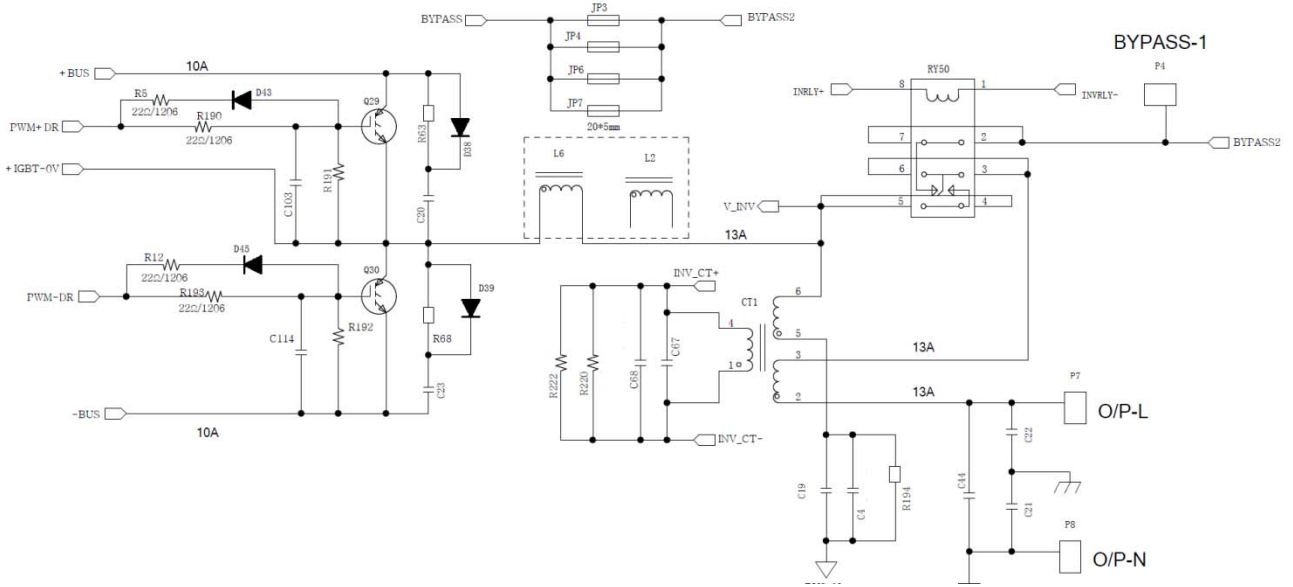 BYPASS
JP3
BYPASS2
JP4
JP6
JP7
20*5mm
BYPASS-1
P4
RY50
INRLY+
8
1
INVRLY-
7
2
BYPASS2
6
3
5
4
V_INV
+BUS
10A
R5
D43
22Ω/1206
R190
PWM+DR
22Ω/1206
Q29
R63
D38
+IGBT-0V
C103
R191
C20
L6
L2
13A
R12
D45
22Ω/1206
R193
PWM-DR
22Ω/1206
Q30
D39
C114
R192
R68
C23
-BUS
10A
INV_CT+
CT1
6
5
4
1
3
2
13A
13A
R222
R220
C68
C67
INV_CT-
C19
C4
R194
C44
C22
C21
P7
O/P-L
P8
O/P-N